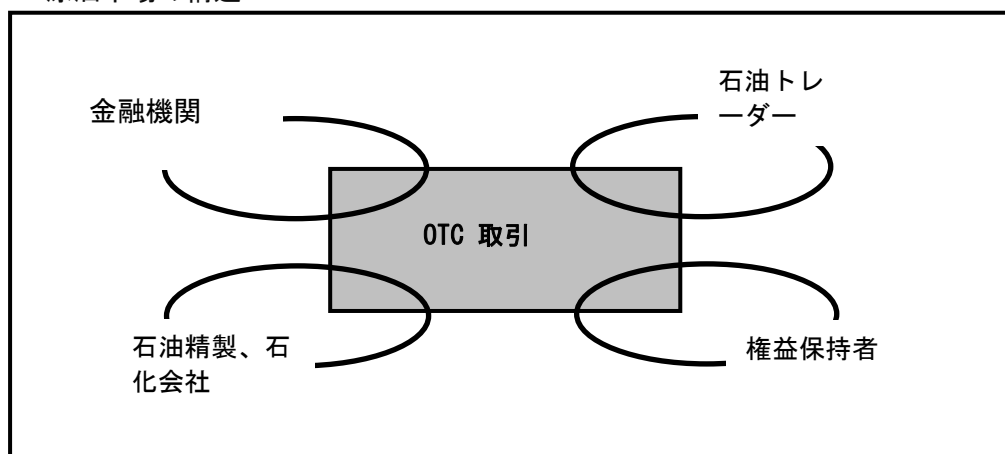 金融機関
石油トレ
ーダー
OTC 取引
石油精製、石
化会社
権益保持者